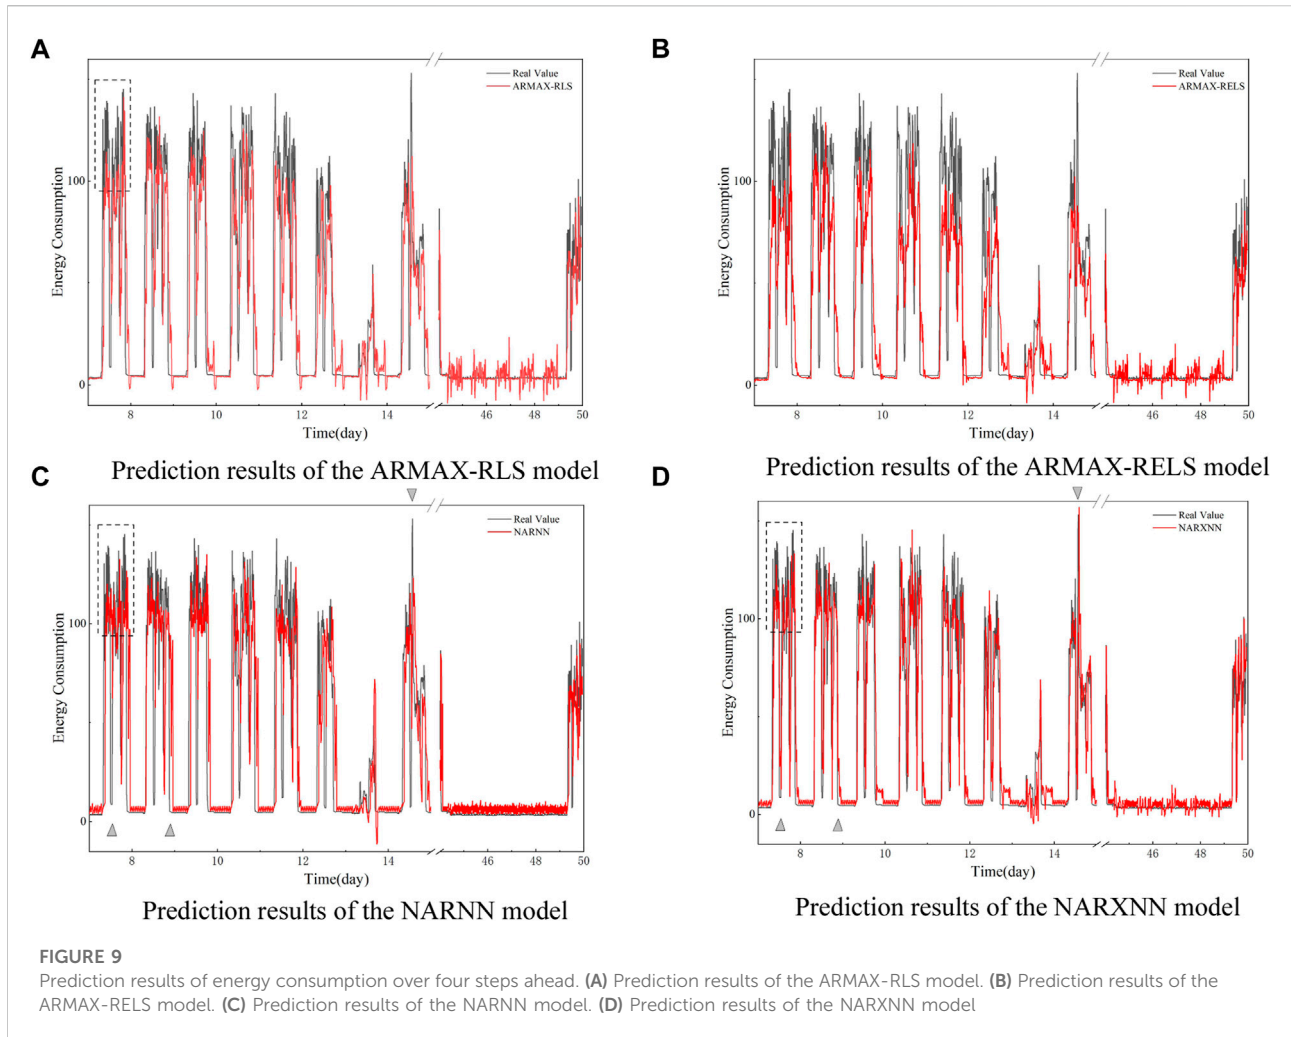 A
B
Real Value
ARMAX-RLS
Real Value
ARMAX-RELS
Energy Consumption
Energy Consumption
100
0
100
0
8
10
12
14
46
48
50
8
10
12
14
46
48
50
Time(day)
Time(day)
Prediction results of the ARMAX-RLS model
Prediction results of the ARMAX-RELS model
C
D
Real Value
NARNN
Real Value
NARXNN
Energy Consumption
Energy Consumption
100
0
100
0
8
10
12
14
46
48
50
8
10
12
14
46
48
50
Time(day)
Time(day)
Prediction results of the NARNN model
Prediction results of the NARXNN model
FIGURE 9
Prediction results of energy consumption over four steps ahead. (A) Prediction results of the ARMAX-RLS model. (B) Prediction results of the
ARMAX-RELS model. (C) Prediction results of the NARNN model. (D) Prediction results of the NARXNN model